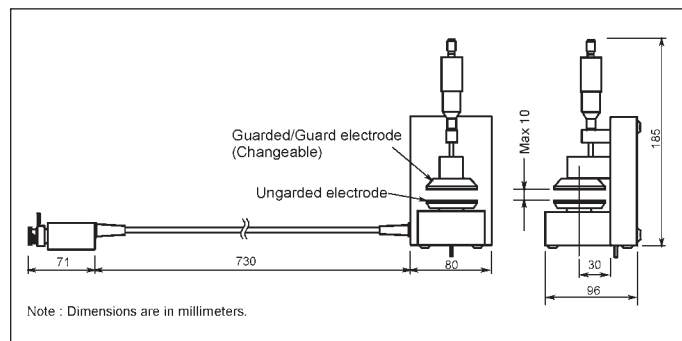 Guarded/Guard electrode
(Changeable)
Ungarded electrode
Max 10
185
71
730
80
30
96
Note : Dimensions are in millimeters.